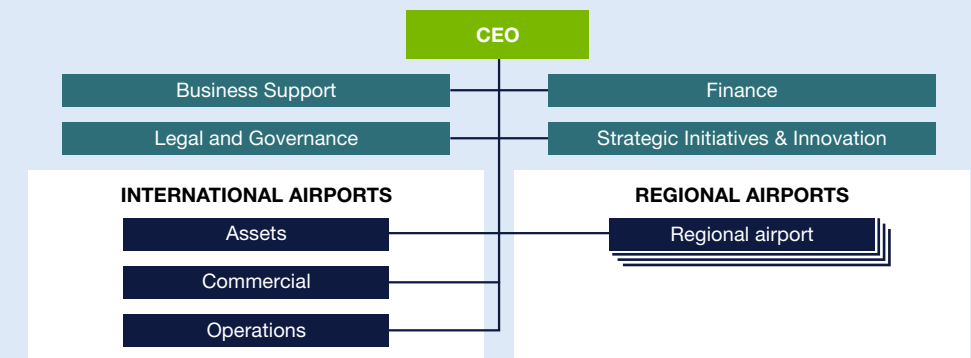 CEO
Business Support
Finance
Legal and Governance
Strategic Initiatives & Innovation
INTERNATIONAL AIRPORTS
REGIONAL AIRPORTS
Assets
Regional airport
Commercial
Operations